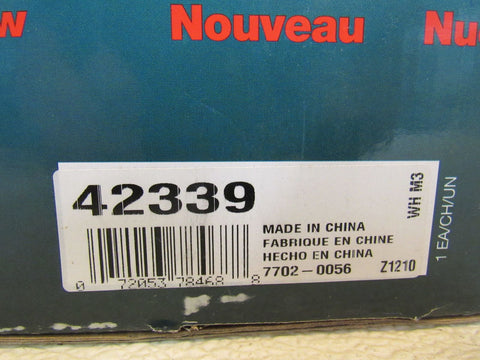 w Nouveau Nu
42339
WH M3
1 EA/CH/UN
MADE IN CHINA
FABRIQUE EN CHINE
HECHO EN CHINA
7702-0056 Z1210
0 72053 78468 8